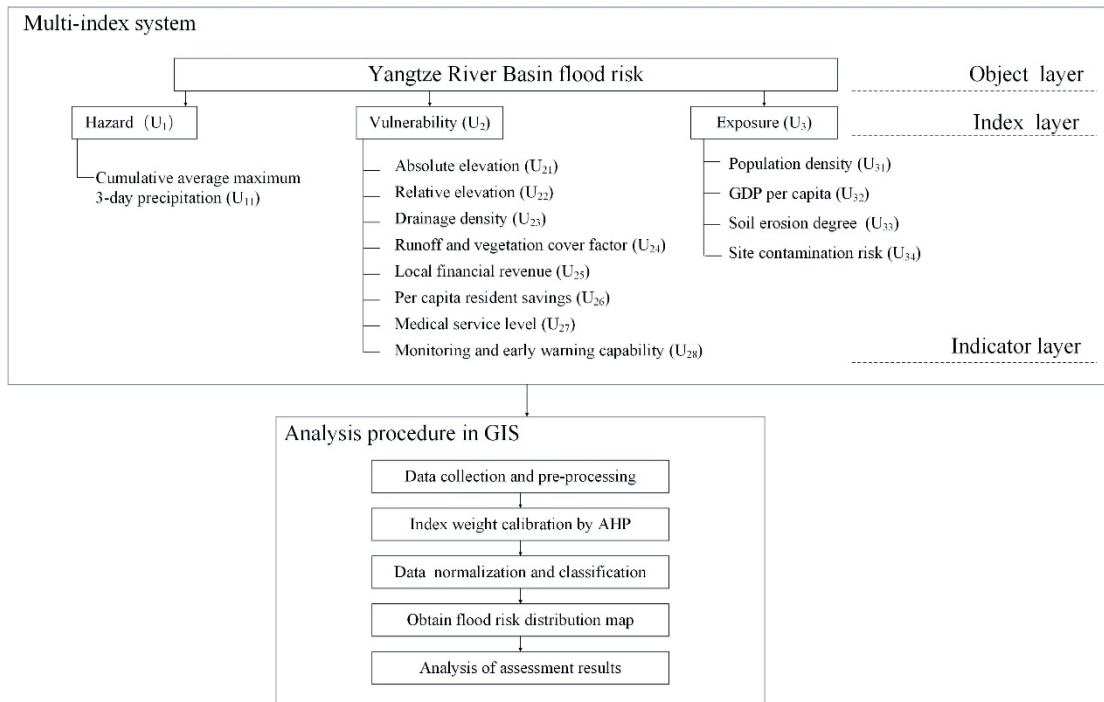 Multi-index system
Yangtze River Basin flood risk
Object layer
Hazard（U₁）
Vulnerability (U₂)
Exposure (U₃)
Index layer
Cumulative average maximum
3-day precipitation (U₁₁)
Absolute elevation (U₂₁)
Relative elevation (U₂₂)
Drainage density (U₂₃)
Runoff and vegetation cover factor (U₂₄)
Local financial revenue (U₂₅)
Per capita resident savings (U₂₆)
Medical service level (U₂₇)
Monitoring and early warning capability (U₂₈)
Population density (U₃₁)
GDP per capita (U₃₂)
Soil erosion degree (U₃₃)
Site contamination risk (U₃₄)
Indicator layer
Analysis procedure in GIS
Data collection and pre-processing
Index weight calibration by AHP
Data normalization and classification
Obtain flood risk distribution map
Analysis of assessment results